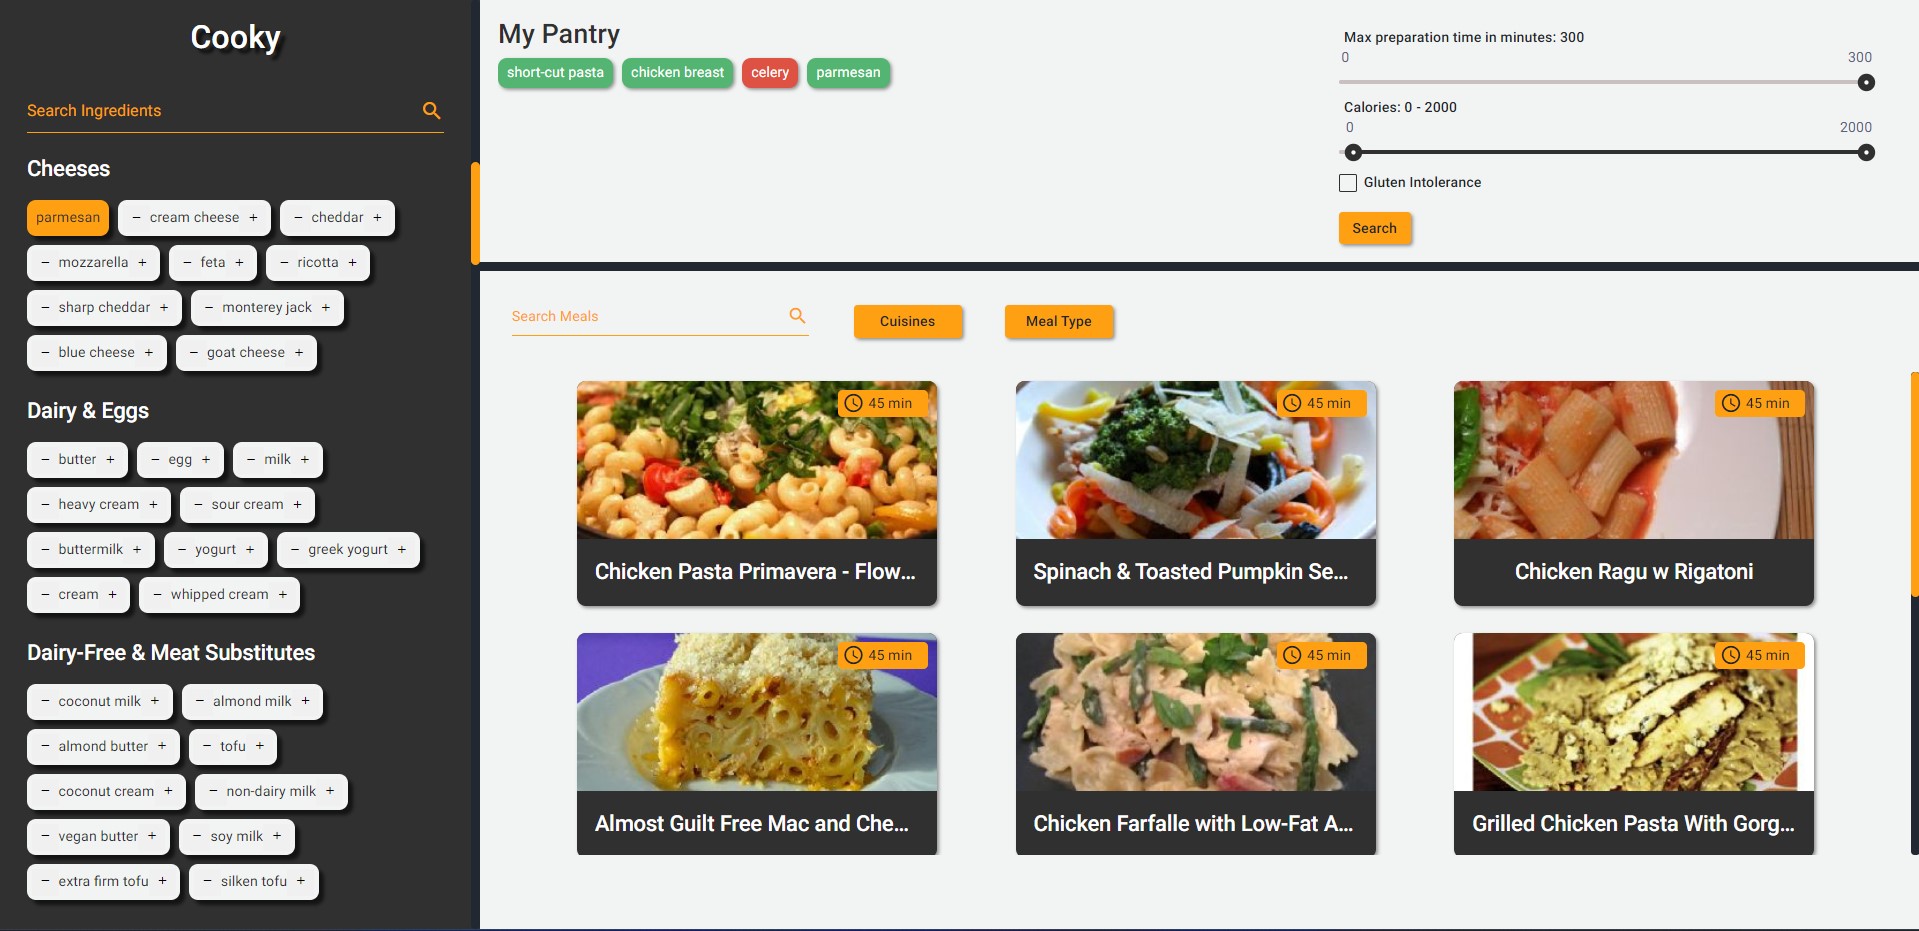 Cooky
Search Ingredients
Cheeses
parmesan
− cream cheese +
− cheddar +
− mozzarella +
− feta +
− ricotta +
− sharp cheddar +
− monterey jack +
− blue cheese +
− goat cheese +
Dairy & Eggs
− butter +
− egg +
− milk +
− heavy cream +
− sour cream +
− buttermilk +
− yogurt +
− greek yogurt +
− cream +
− whipped cream +
Dairy-Free & Meat Substitutes
− coconut milk +
− almond milk +
− almond butter +
− tofu +
− coconut cream +
− non-dairy milk +
− vegan butter +
− soy milk +
− extra firm tofu +
− silken tofu +
My Pantry
short-cut pasta
chicken breast
celery
parmesan
Max preparation time in minutes: 300
0
300
Calories: 0 - 2000
0
2000
Gluten Intolerance
Search
Search Meals
Cuisines
Meal Type
45 min
Chicken Pasta Primavera - Flow...
45 min
Spinach & Toasted Pumpkin Se...
45 min
Chicken Ragu w Rigatoni
45 min
Almost Guilt Free Mac and Che...
45 min
Chicken Farfalle with Low-Fat A...
45 min
Grilled Chicken Pasta With Gorg...